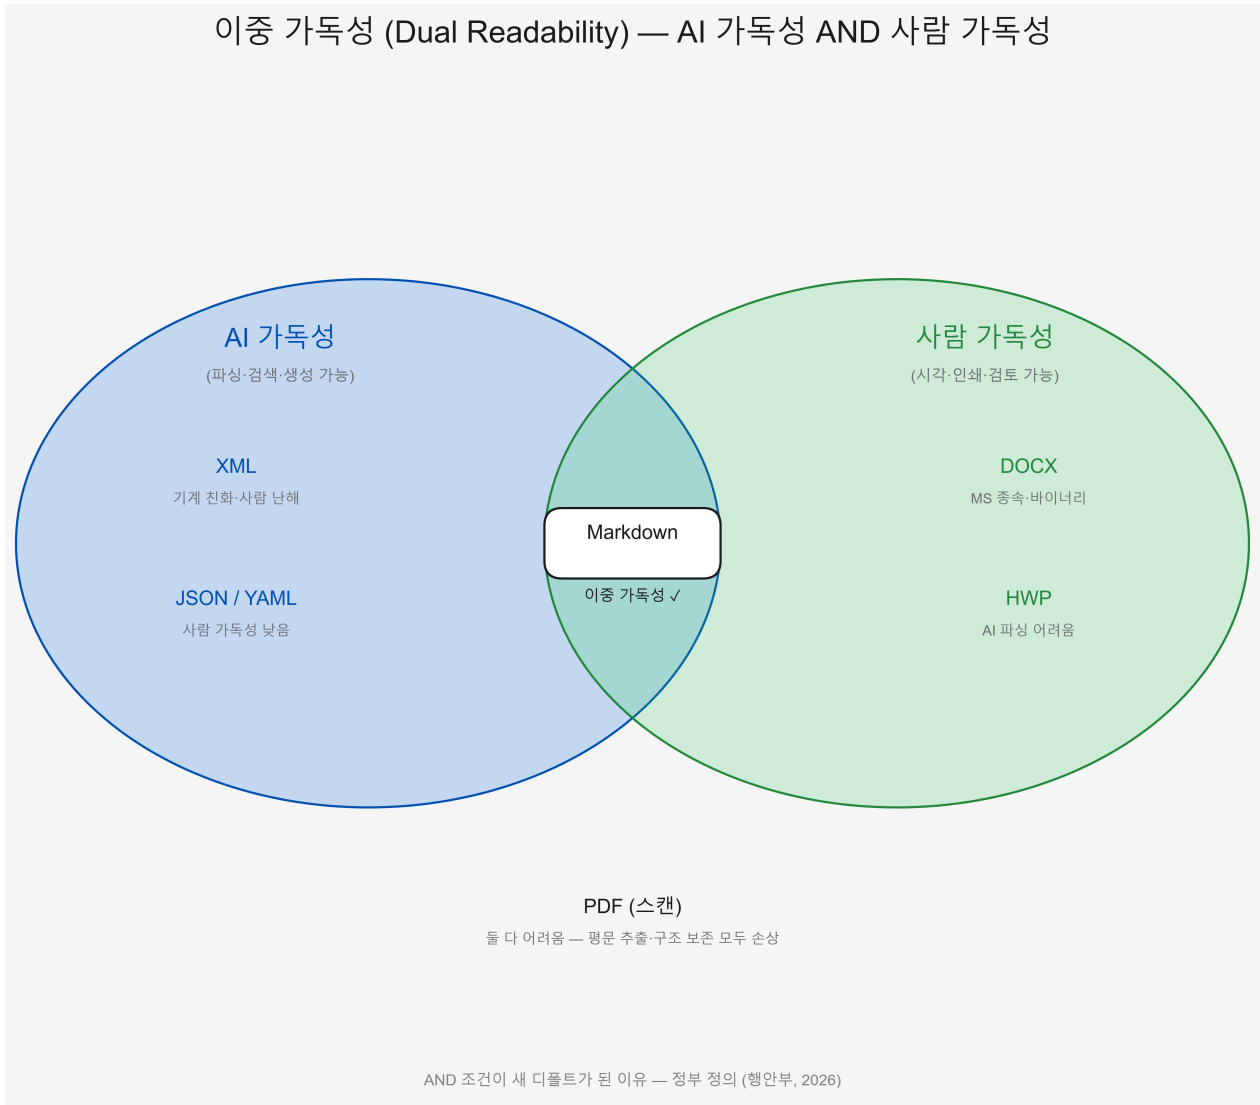 이중 가독성 (Dual Readability) — AI 가독성 AND 사람 가독성
AI 가독성
(파싱·검색·생성 가능)
XML
기계 친화·사람 난해
JSON / YAML
사람 가독성 낮음
Markdown
이중 가독성 ✓
사람 가독성
(시각·인쇄·검토 가능)
DOCX
MS 종속·바이너리
HWP
AI 파싱 어려움
PDF (스캔)
둘 다 어려움 — 평문 추출·구조 보존 모두 손상
AND 조건이 새 디폴트가 된 이유 — 정부 정의 (행안부, 2026)